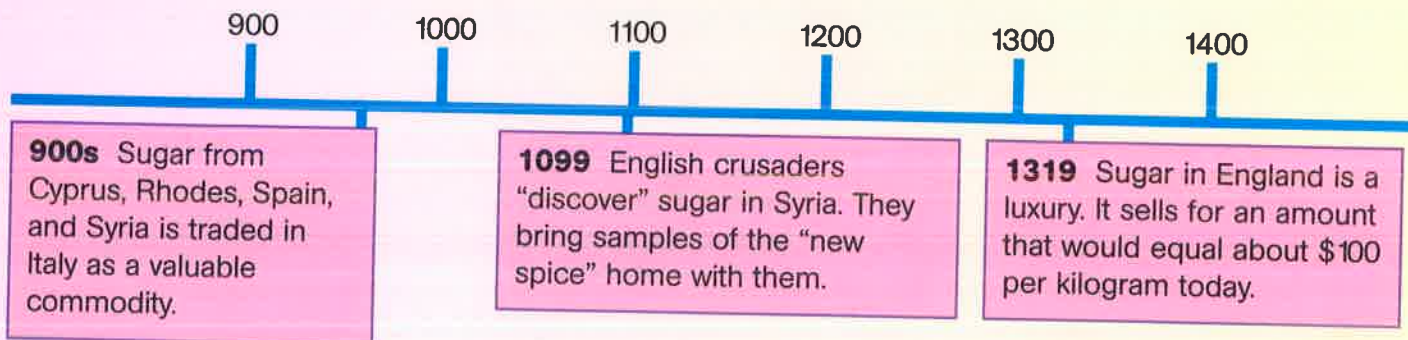 900
1000
1100
1200
1300
1400
900s Sugar from
Cyprus, Rhodes, Spain,
and Syria is traded in
Italy as a valuable
commodity.
1099 English crusaders
“discover” sugar in Syria. They
bring samples of the “new
spice” home with them.
1319 Sugar in England is a
luxury. It sells for an amount
that would equal about $100
per kilogram today.